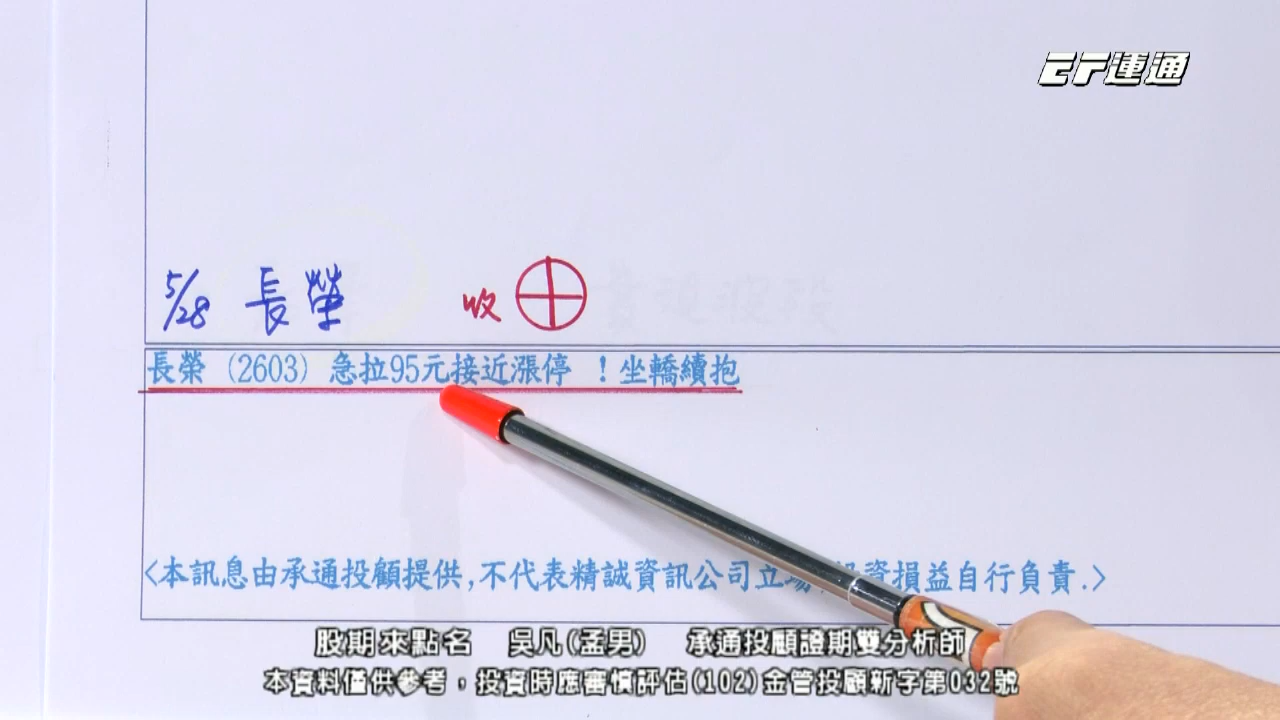 EF運通
5/28 長榮 收
長榮 (2603) 急拉95元接近漲停 !坐轎續抱
<本訊息由承通投顧提供,不代表精誠資訊公司立場 投資損益自行負責.>
股期來點名 吳凡(孟男) 承通投顧證期雙分析師
本資料僅供參考,投資時應審慎評估(102)金管投顧新字第032號